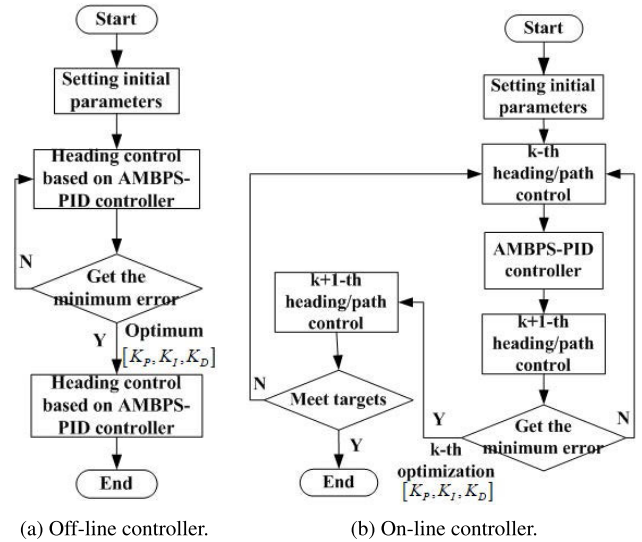 Start
Setting initial
parameters
Heading control
based on AMBPS-
PID controller
N
Get the
minimum error
Y
Optimum
[K_P, K_I, K_D]
Heading control
based on AMBPS-
PID controller
End
(a) Off-line controller.
Start
Setting initial
parameters
k-th
heading/path
control
AMBPS-PID
controller
k+1-th
heading/path
control
Get the
minimum error
N
Y
k-th
optimization
[K_P, K_I, K_D]
k+1-th
heading/path
control
Meet targets
N
Y
End
(b) On-line controller.